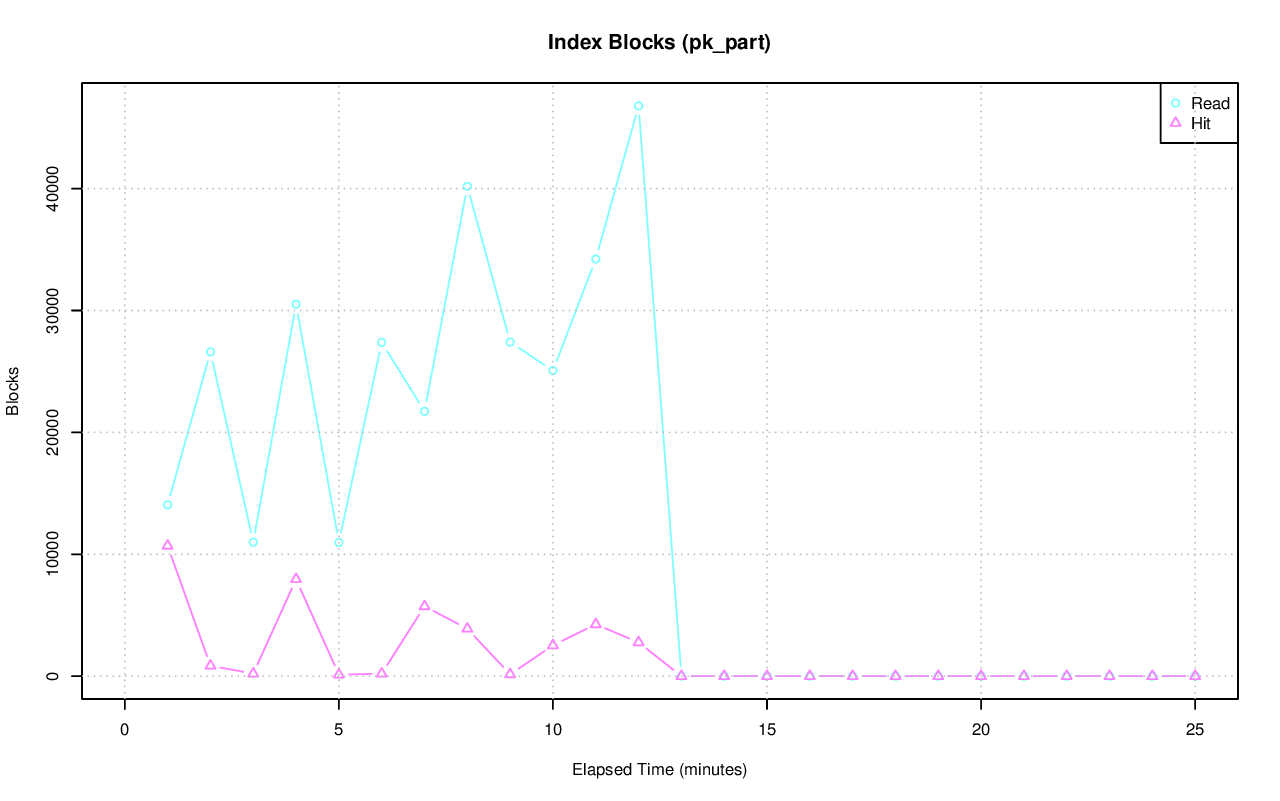 Index Blocks (pk_part)
Read
Hit
Blocks
40000
30000
20000
10000
0
0 5 10 15 20 25
Elapsed Time (minutes)